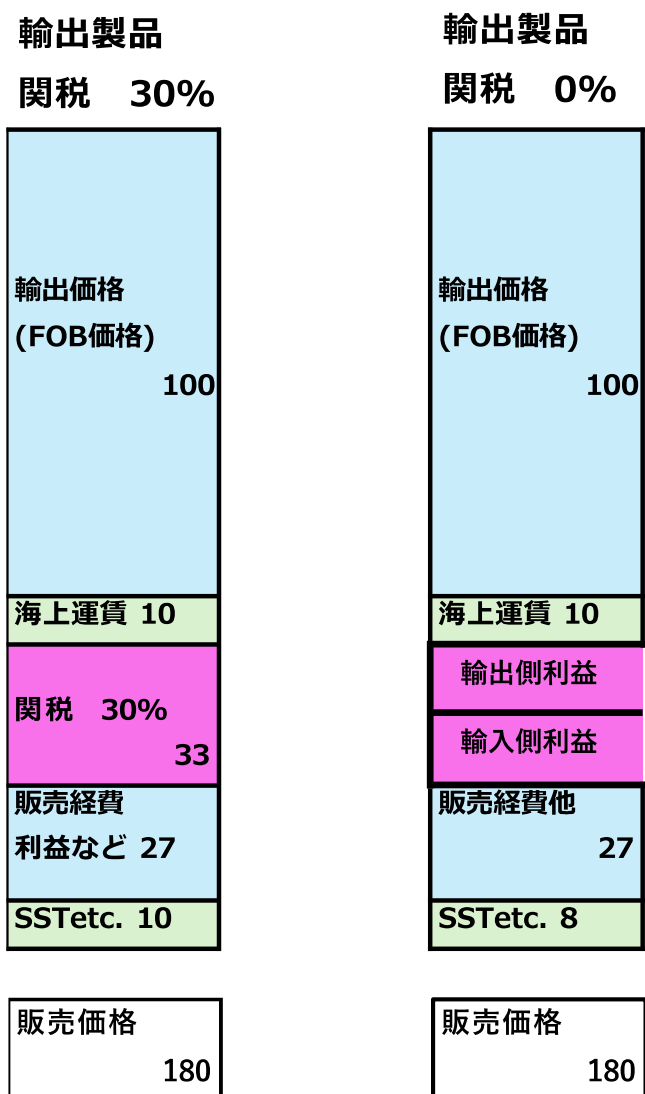 輸出製品
関税　30%
輸出価格
(FOB価格)
100
海上運賃 10
関税　30%
33
販売経費
利益など 27
SSTetc. 10
販売価格
180
輸出製品
関税　0%
輸出価格
(FOB価格)
100
海上運賃 10
輸出側利益
輸入側利益
販売経費他
27
SSTetc. 8
販売価格
180